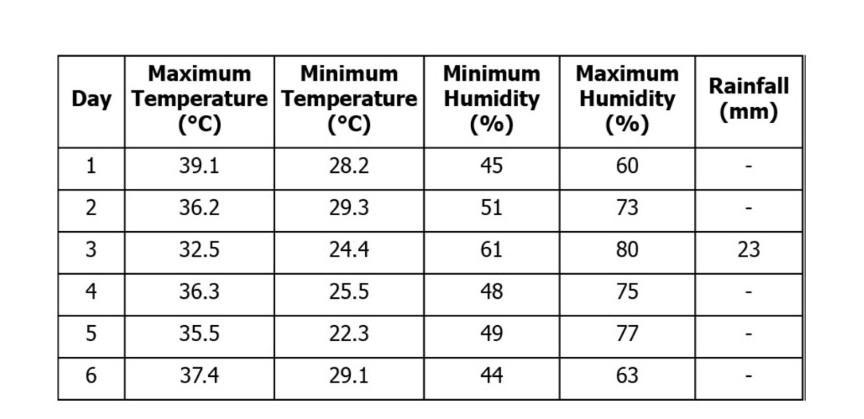 Day Maximum Temperature (°C) Minimum Temperature (°C) Minimum Humidity (%) Maximum Humidity (%) Rainfall (mm)
1 39.1 28.2 45 60 -
2 36.2 29.3 51 73 -
3 32.5 24.4 61 80 23
4 36.3 25.5 48 75 -
5 35.5 22.3 49 77 -
6 37.4 29.1 44 63 -